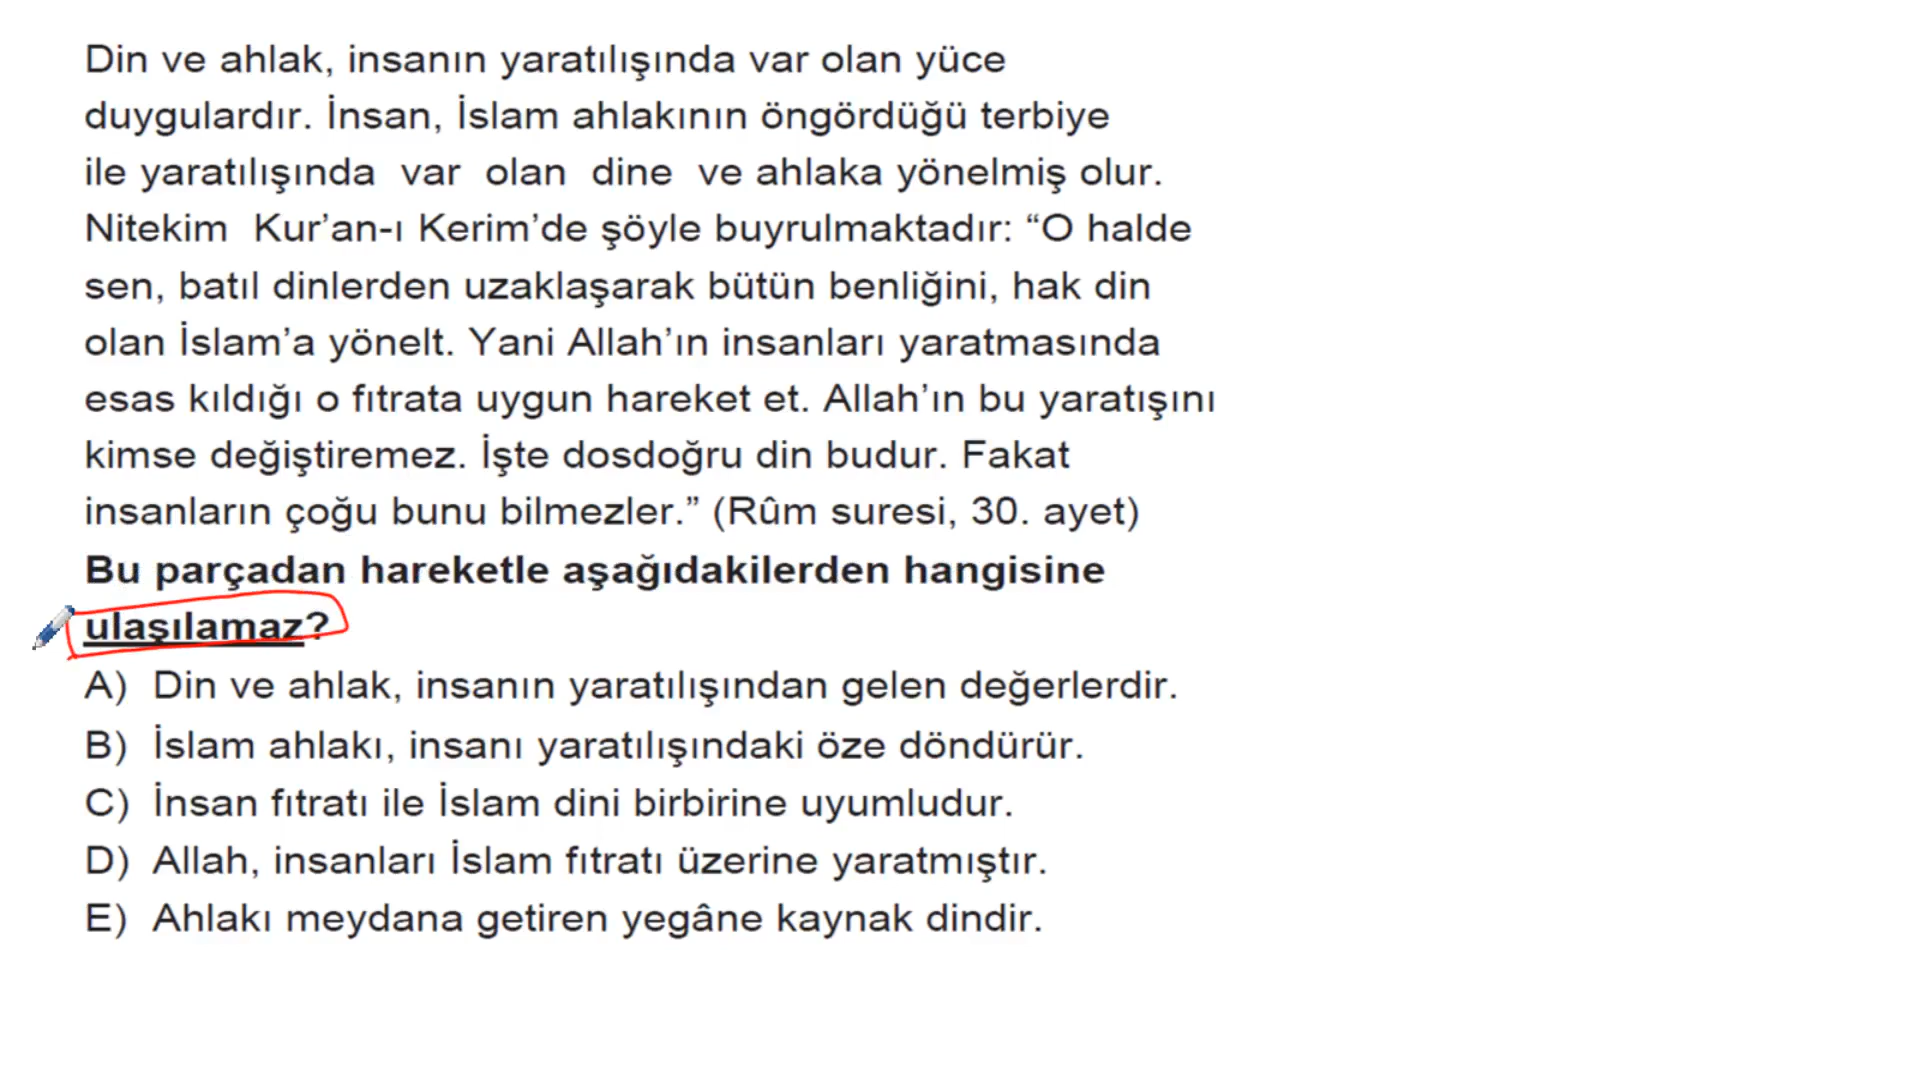 Din ve ahlak, insanın yaratılışında var olan yüce
duygulardır. İnsan, İslam ahlakının öngördüğü terbiye
ile yaratılışında var olan dine ve ahlaka yönelmiş olur.
Nitekim Kur’an-ı Kerim’de şöyle buyrulmaktadır: “O halde
sen, batıl dinlerden uzaklaşarak bütün benliğini, hak din
olan İslam’a yönelt. Yani Allah’ın insanları yaratmasında
esas kıldığı o fıtrata uygun hareket et. Allah’ın bu yaratışını
kimse değiştiremez. İşte dosdoğru din budur. Fakat
insanların çoğu bunu bilmezler.” (Rûm suresi, 30. ayet)
Bu parçadan hareketle aşağıdakilerden hangisine
ulaşılamaz?
A) Din ve ahlak, insanın yaratılışından gelen değerlerdir.
B) İslam ahlakı, insanı yaratılışındaki öze döndürür.
C) İnsan fıtratı ile İslam dini birbirine uyumludur.
D) Allah, insanları İslam fıtratı üzerine yaratmıştır.
E) Ahlakı meydana getiren yegâne kaynak dindir.